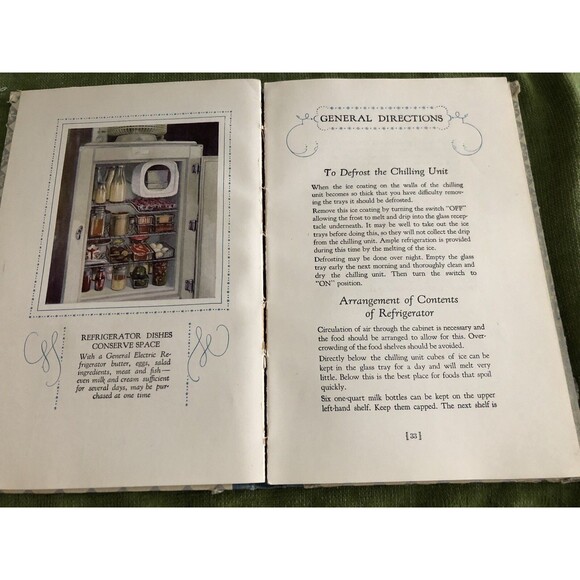 REFRIGERATOR DISHES
CONSERVE SPACE
With a General Electric Re-
frigerator butter, eggs, salad
ingredients, meat and fish—
even milk and cream sufficient
for several days, may be pur-
chased at one time
GENERAL DIRECTIONS
To Defrost the Chilling Unit
When the ice coating on the walls of the chilling
unit becomes so thick that you have difficulty removing
the trays it should be defrosted.
Remove this ice coating by turning the switch "OFF"
allowing the frost to melt and drip into the glass recep-
tacle underneath. It may be well to take out the ice
trays before doing this, so they will not collect the drip
from the chilling unit. Ample refrigeration is provided
during this time by the melting of the ice.
Defrosting may be done over night. Empty the glass
tray early the next morning and thoroughly clean and
dry the chilling unit. Then turn the switch to
"ON" position.
Arrangement of Contents
of Refrigerator
Circulation of air through the cabinet is necessary and
the food should be arranged to allow for this. Over-
crowding of the food shelves should be avoided.
Directly below the chilling unit cubes of ice can be
kept in the glass tray for a day and will melt very
little. Below this is the best place for foods that spoil
quickly.
Six one-quart milk bottles can be kept on the upper
left-hand shelf. Keep them capped. The next shelf is
[33]